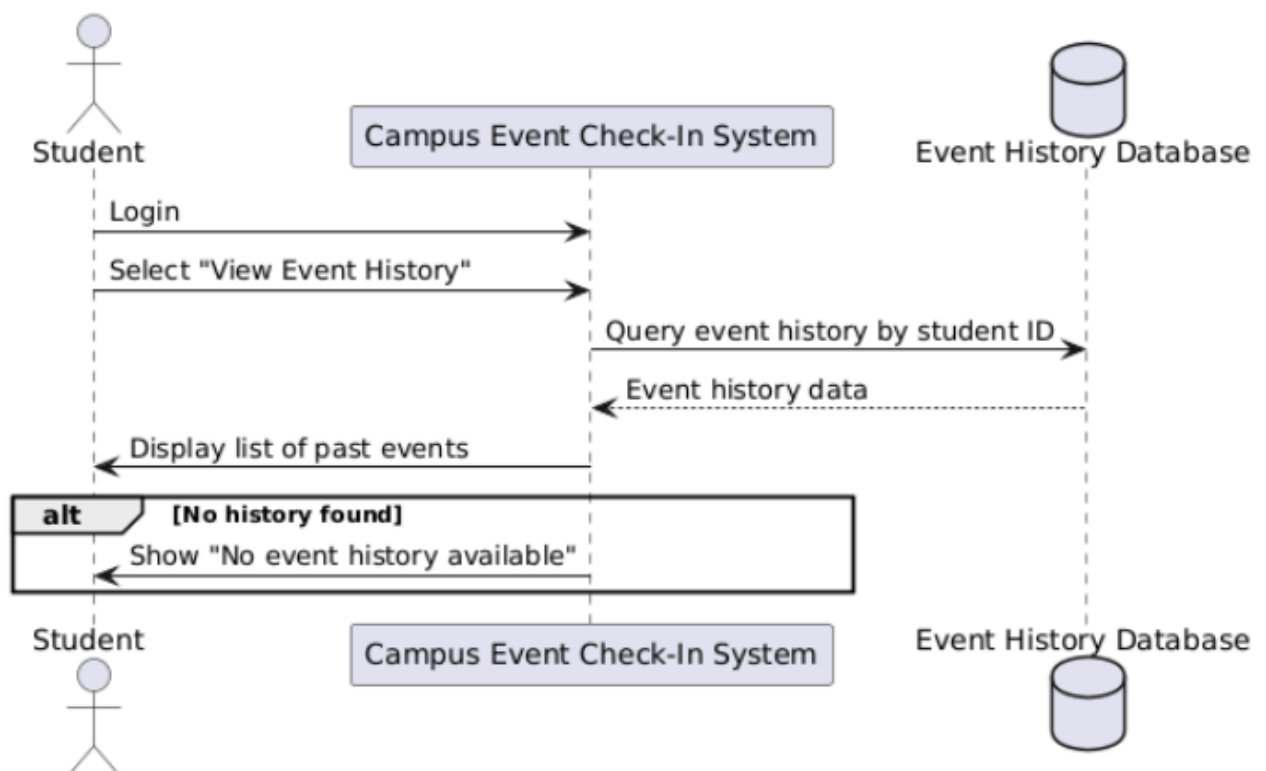 Student
Campus Event Check-In System
Event History Database
Login
Select "View Event History"
Query event history by student ID
Event history data
Display list of past events
alt [No history found]
Show "No event history available"
Student
Campus Event Check-In System
Event History Database